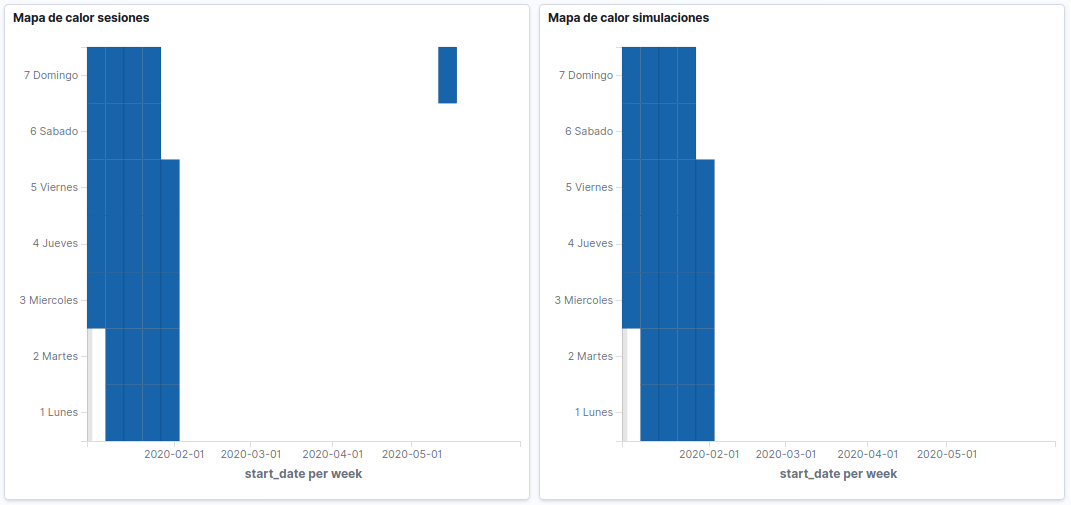 Mapa de calor sesiones
7 Domingo
6 Sabado
5 Viernes
4 Jueves
3 Miercoles
2 Martes
1 Lunes
2020-02-01 2020-03-01 2020-04-01 2020-05-01
start_date per week
Mapa de calor simulaciones
7 Domingo
6 Sabado
5 Viernes
4 Jueves
3 Miercoles
2 Martes
1 Lunes
2020-02-01 2020-03-01 2020-04-01 2020-05-01
start_date per week